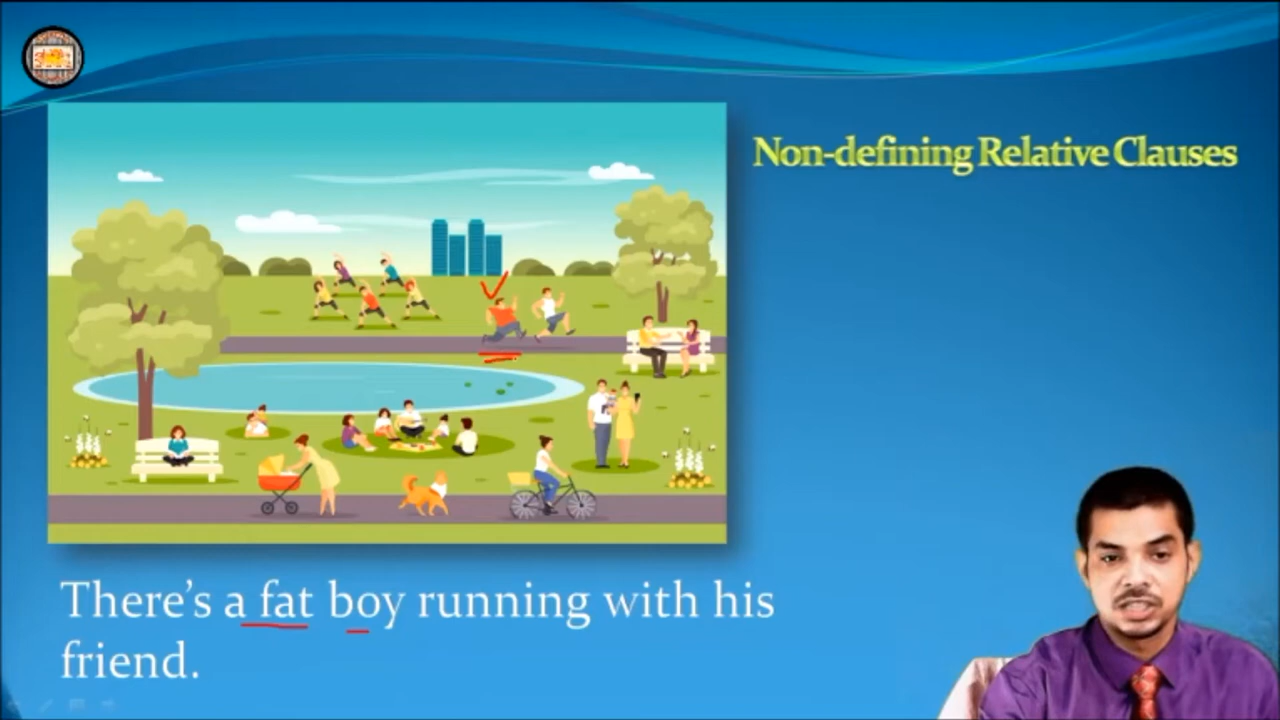 Non-defining Relative Clauses
There's a fat boy running with his
friend.